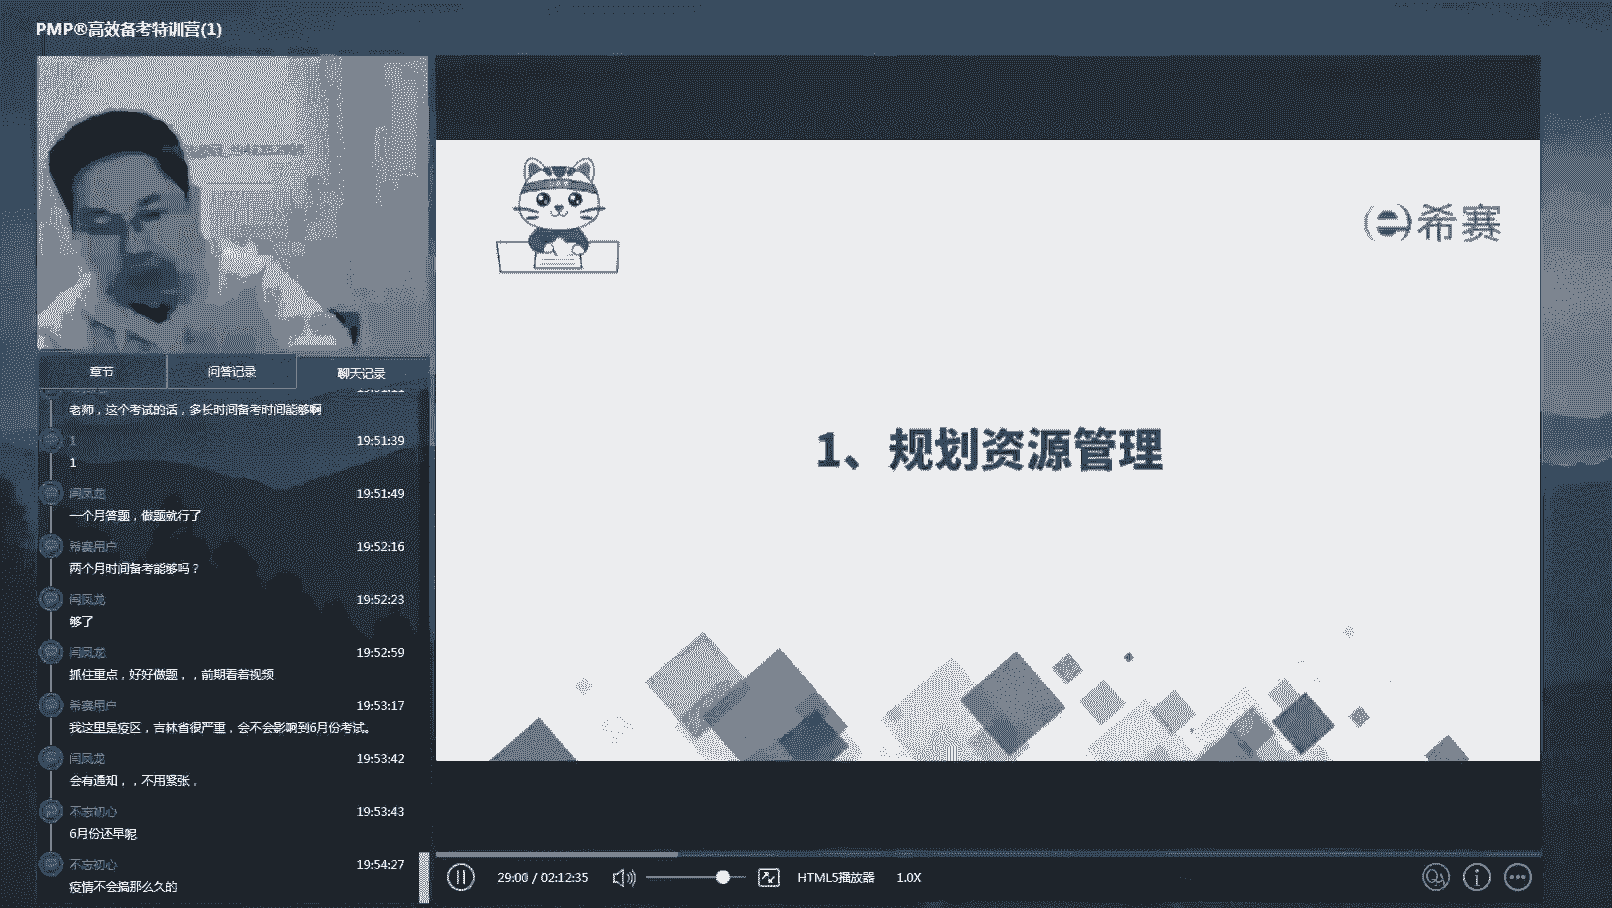 PMP®高效备考特训营(1)
章节
问答记录
聊天记录
老师，这个考试的话，多长时间备考时间能够啊
1
19:51:39
1
闫凤龙
19:51:49
一个月答题，做题就行了
希赛用户
19:52:16
两个月时间备考能够吗？
闫凤龙
19:52:23
够了
闫凤龙
19:52:59
抓住重点，好好做题，，前期看着视频
希赛用户
19:53:17
我这里是疫区，吉林省很严重，会不会影响到6月份考试。
闫凤龙
19:53:42
会有通知，，不用紧张，
不忘初心
19:53:43
6月份还早呢
不忘初心
19:54:27
疫情不会搞那么久的
希赛
1、规划资源管理
29:00 / 02:12:35
HTML5播放器
1.0X